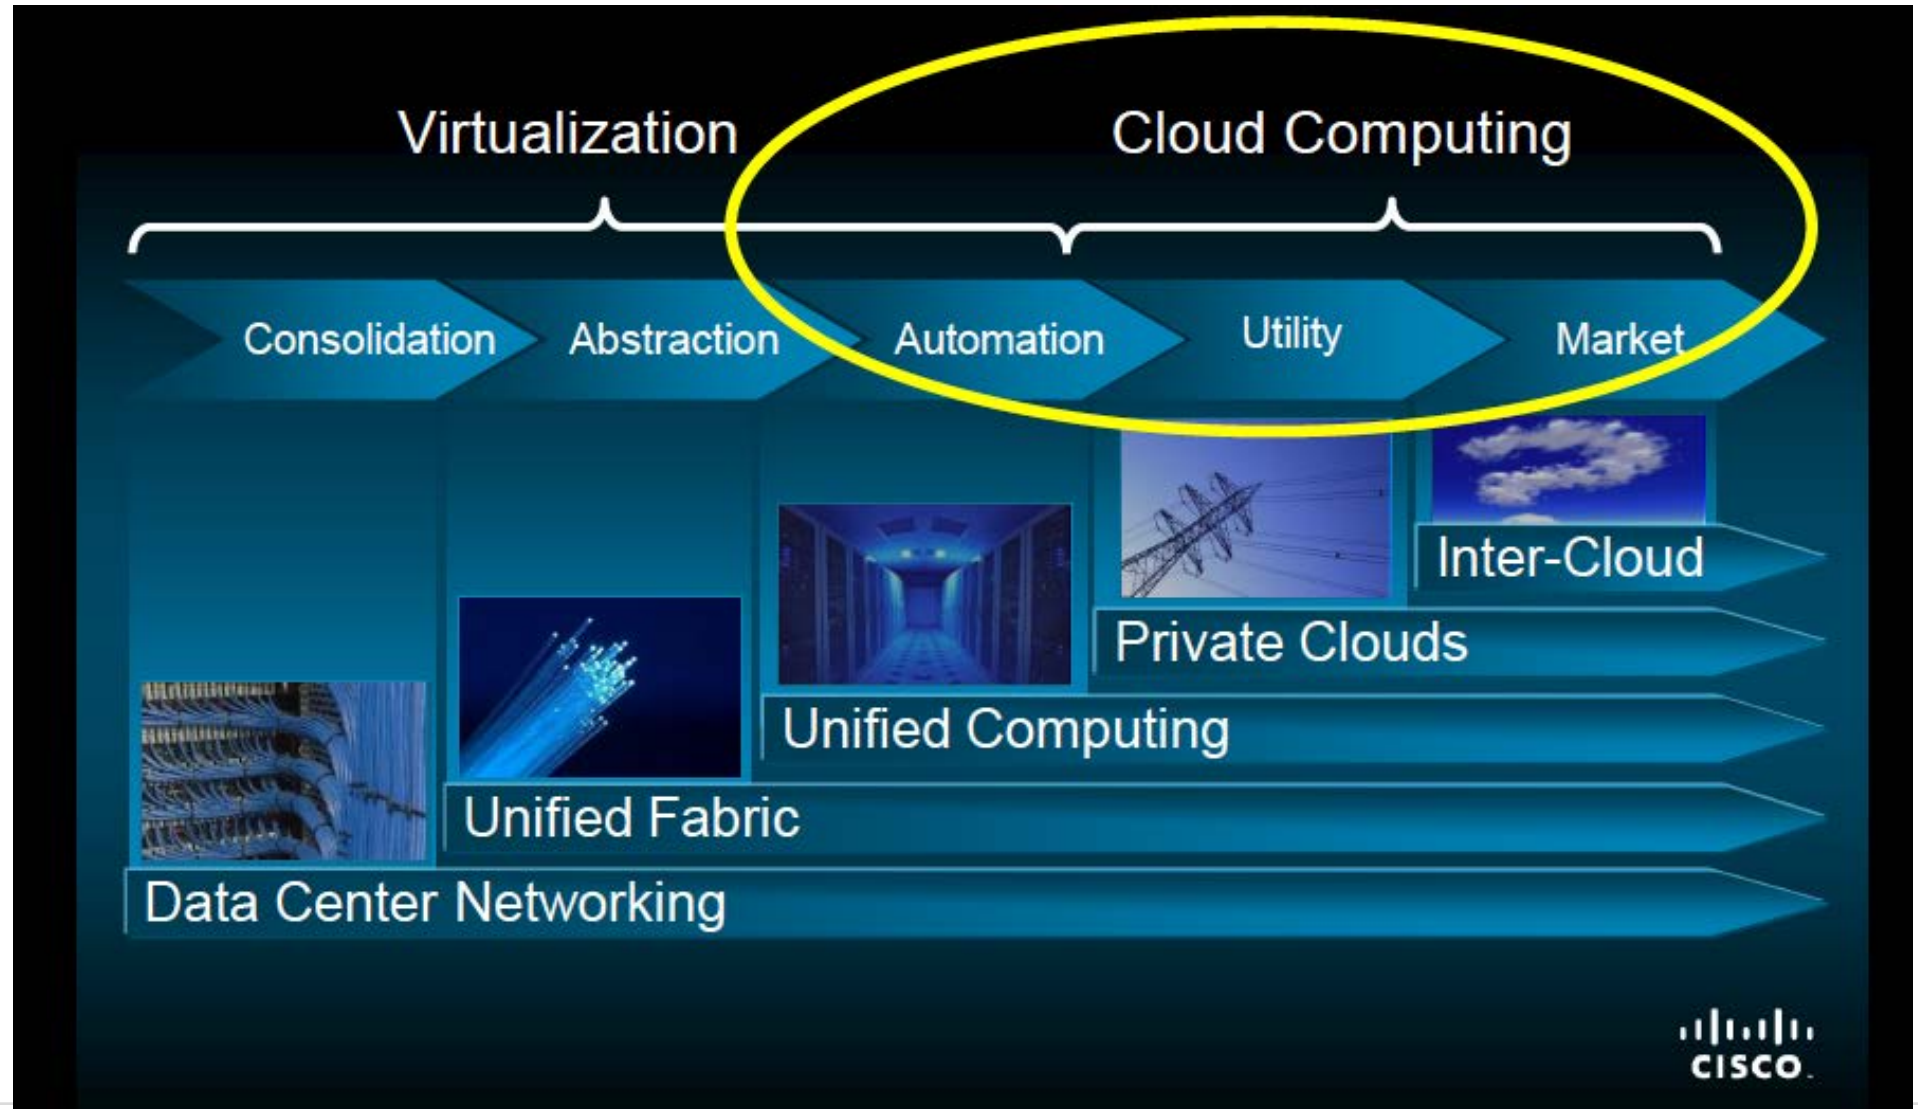 Virtualization
Cloud Computing
Consolidation
Abstraction
Automation
Utility
Market
Inter-Cloud
Private Clouds
Unified Computing
Unified Fabric
Data Center Networking
CISCO